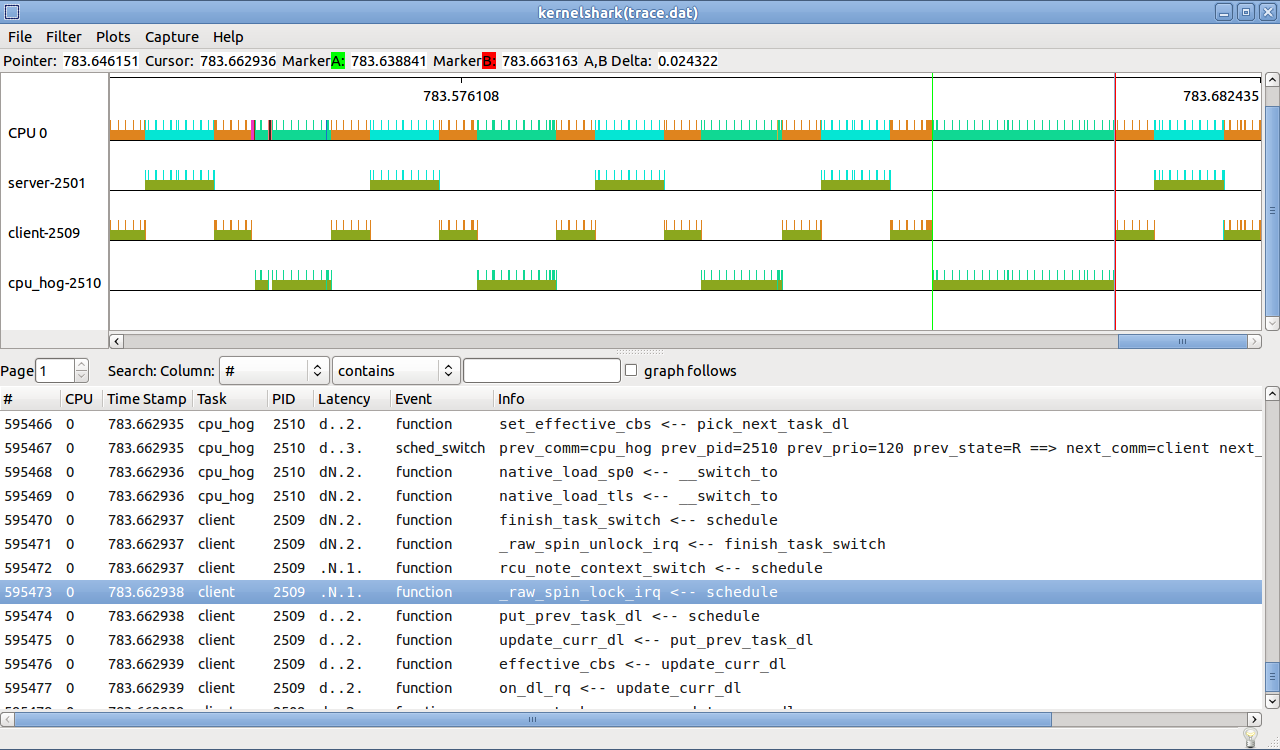 kernelshark(trace.dat)
File Filter Plots Capture Help
Pointer: 783.646151 Cursor: 783.662936 Marker A: 783.638841 Marker B: 783.663163 A,B Delta: 0.024322
783.576108 783.682435
CPU 0
server-2501
client-2509
cpu_hog-2510
Page 1 Search: Column: # contains graph follows
# CPU Time Stamp Task PID Latency Event Info
595466 0 783.662935 cpu_hog 2510 d..2. function set_effective_cbs <-- pick_next_task_dl
595467 0 783.662935 cpu_hog 2510 d..3. sched_switch prev_comm=cpu_hog prev_pid=2510 prev_prio=120 prev_state=R ==> next_comm=client next_
595468 0 783.662936 cpu_hog 2510 dN.2. function native_load_sp0 <-- __switch_to
595469 0 783.662936 cpu_hog 2510 dN.2. function native_load_tls <-- __switch_to
595470 0 783.662937 client 2509 dN.2. function finish_task_switch <-- schedule
595471 0 783.662937 client 2509 dN.2. function _raw_spin_unlock_irq <-- finish_task_switch
595472 0 783.662937 client 2509 .N.1. function rcu_note_context_switch <-- schedule
595473 0 783.662938 client 2509 .N.1. function _raw_spin_lock_irq <-- schedule
595474 0 783.662938 client 2509 d..2. function put_prev_task_dl <-- schedule
595475 0 783.662938 client 2509 d..2. function update_curr_dl <-- put_prev_task_dl
595476 0 783.662939 client 2509 d..2. function effective_cbs <-- update_curr_dl
595477 0 783.662939 client 2509 d..2. function on_dl_rq <-- update_curr_dl